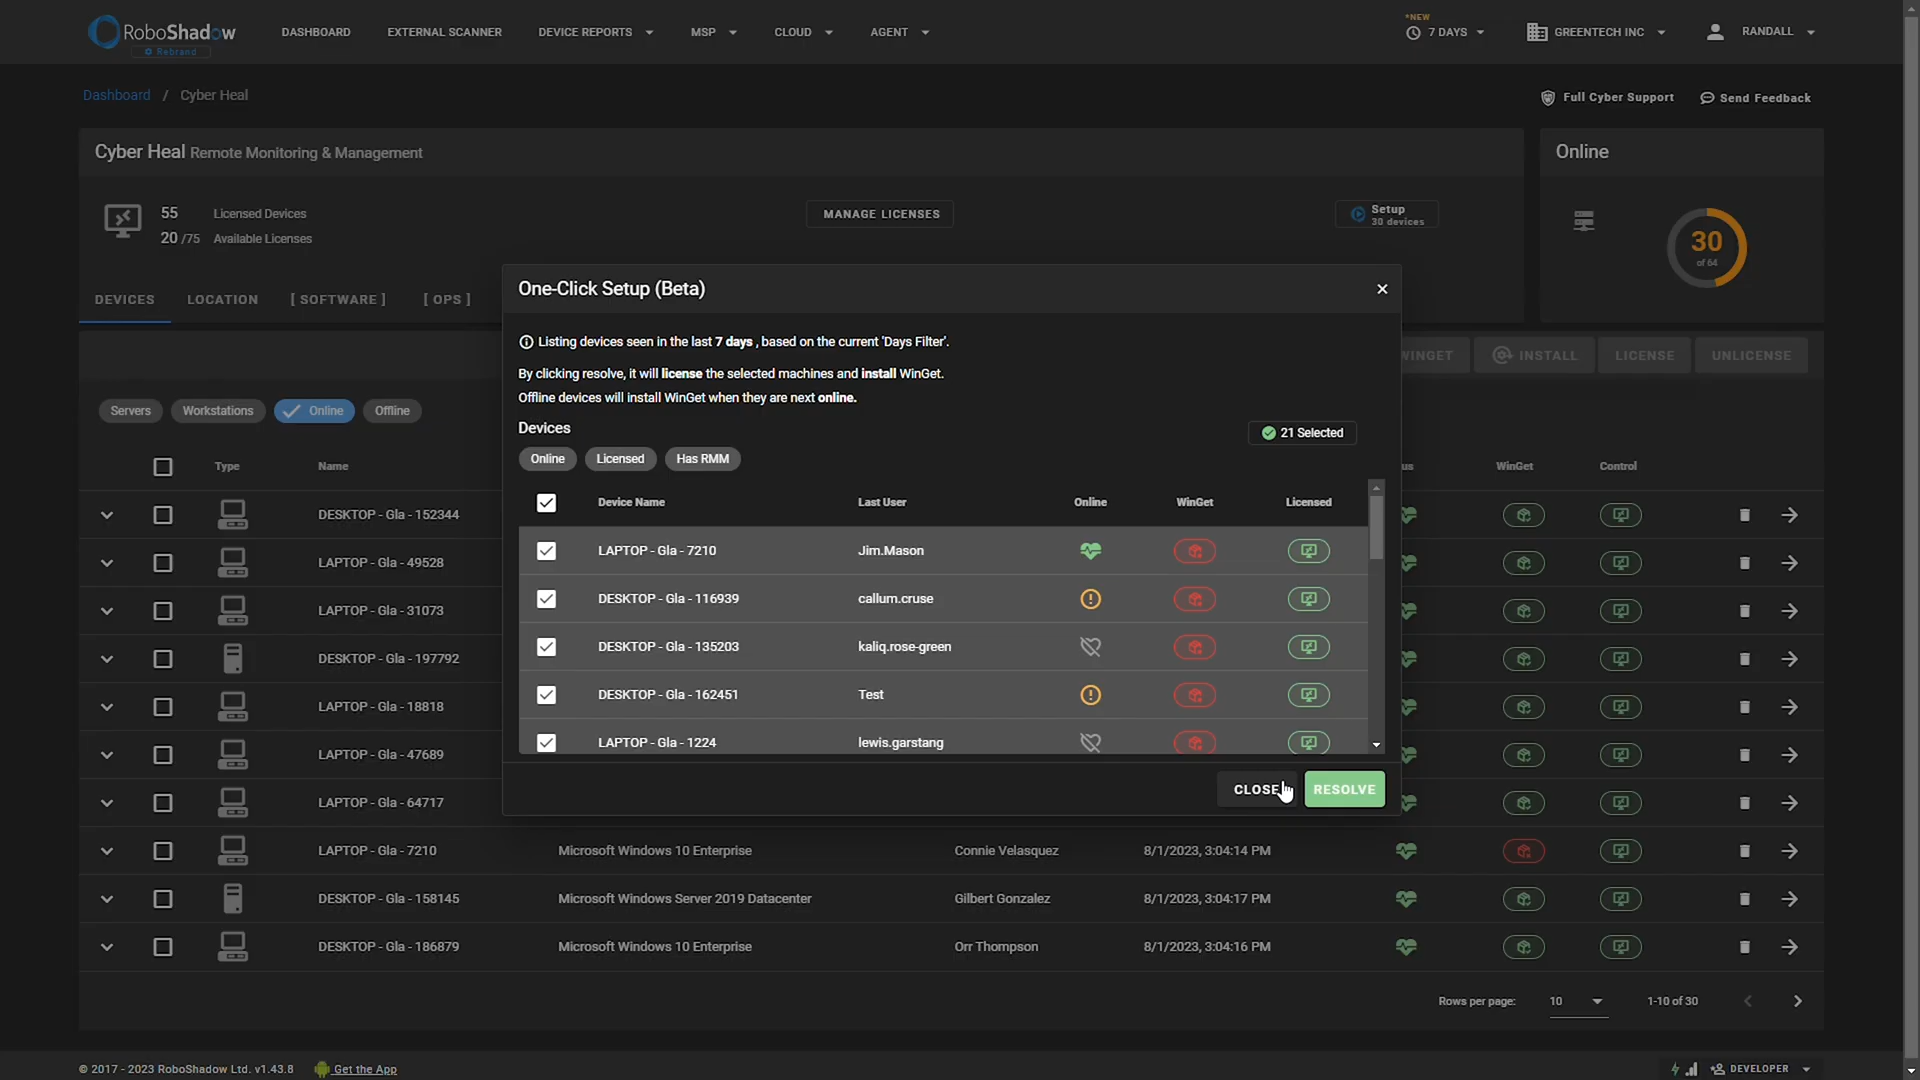 RoboShadow
Rebrand
DASHBOARD
EXTERNAL SCANNER
DEVICE REPORTS
MSP
CLOUD
AGENT
*NEW
7 DAYS
GREENTECH INC
RANDALL
Dashboard / Cyber Heal
Full Cyber Support
Send Feedback
Cyber Heal Remote Monitoring & Management
Online
55 Licensed Devices
20 /75 Available Licenses
MANAGE LICENSES
Setup
30 devices
30
of 64
DEVICES
LOCATION
[ SOFTWARE ]
[ OPS ]
WINGET
INSTALL
LICENSE
UNLICENSE
Servers
Workstations
Online
Offline
Type Name us WinGet Control
DESKTOP - Gla - 152344
LAPTOP - Gla - 49528
LAPTOP - Gla - 31073
DESKTOP - Gla - 197792
LAPTOP - Gla - 18818
LAPTOP - Gla - 47689
LAPTOP - Gla - 64717
LAPTOP - Gla - 7210 Microsoft Windows 10 Enterprise Connie Velasquez 8/1/2023, 3:04:14 PM
DESKTOP - Gla - 158145 Microsoft Windows Server 2019 Datacenter Gilbert Gonzalez 8/1/2023, 3:04:17 PM
DESKTOP - Gla - 186879 Microsoft Windows 10 Enterprise Orr Thompson 8/1/2023, 3:04:16 PM
One-Click Setup (Beta)
Listing devices seen in the last 7 days , based on the current 'Days Filter'.
By clicking resolve, it will license the selected machines and install WinGet.
Offline devices will install WinGet when they are next online.
Devices
21 Selected
Online
Licensed
Has RMM
Device Name Last User Online WinGet Licensed
LAPTOP - Gla - 7210 Jim.Mason
DESKTOP - Gla - 116939 callum.cruse
DESKTOP - Gla - 135203 kaliq.rose-green
DESKTOP - Gla - 162451 Test
LAPTOP - Gla - 1224 lewis.garstang
CLOSE
RESOLVE
Rows per page: 10 1-10 of 30
© 2017 - 2023 RoboShadow Ltd. v1.43.8
Get the App
DEVELOPER